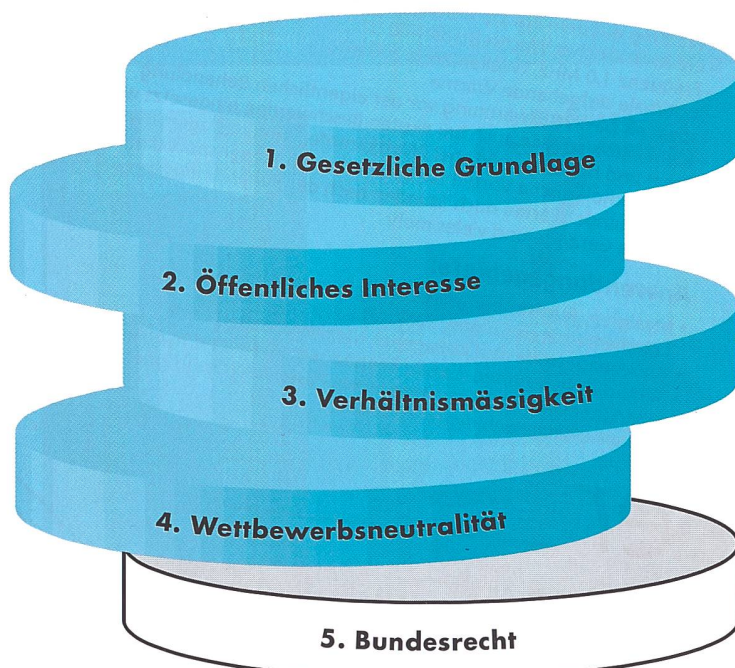 1. Gesetzliche Grundlage
2. Öffentliches Interesse
3. Verhältnismässigkeit
4. Wettbewerbsneutralität
5. Bundesrecht